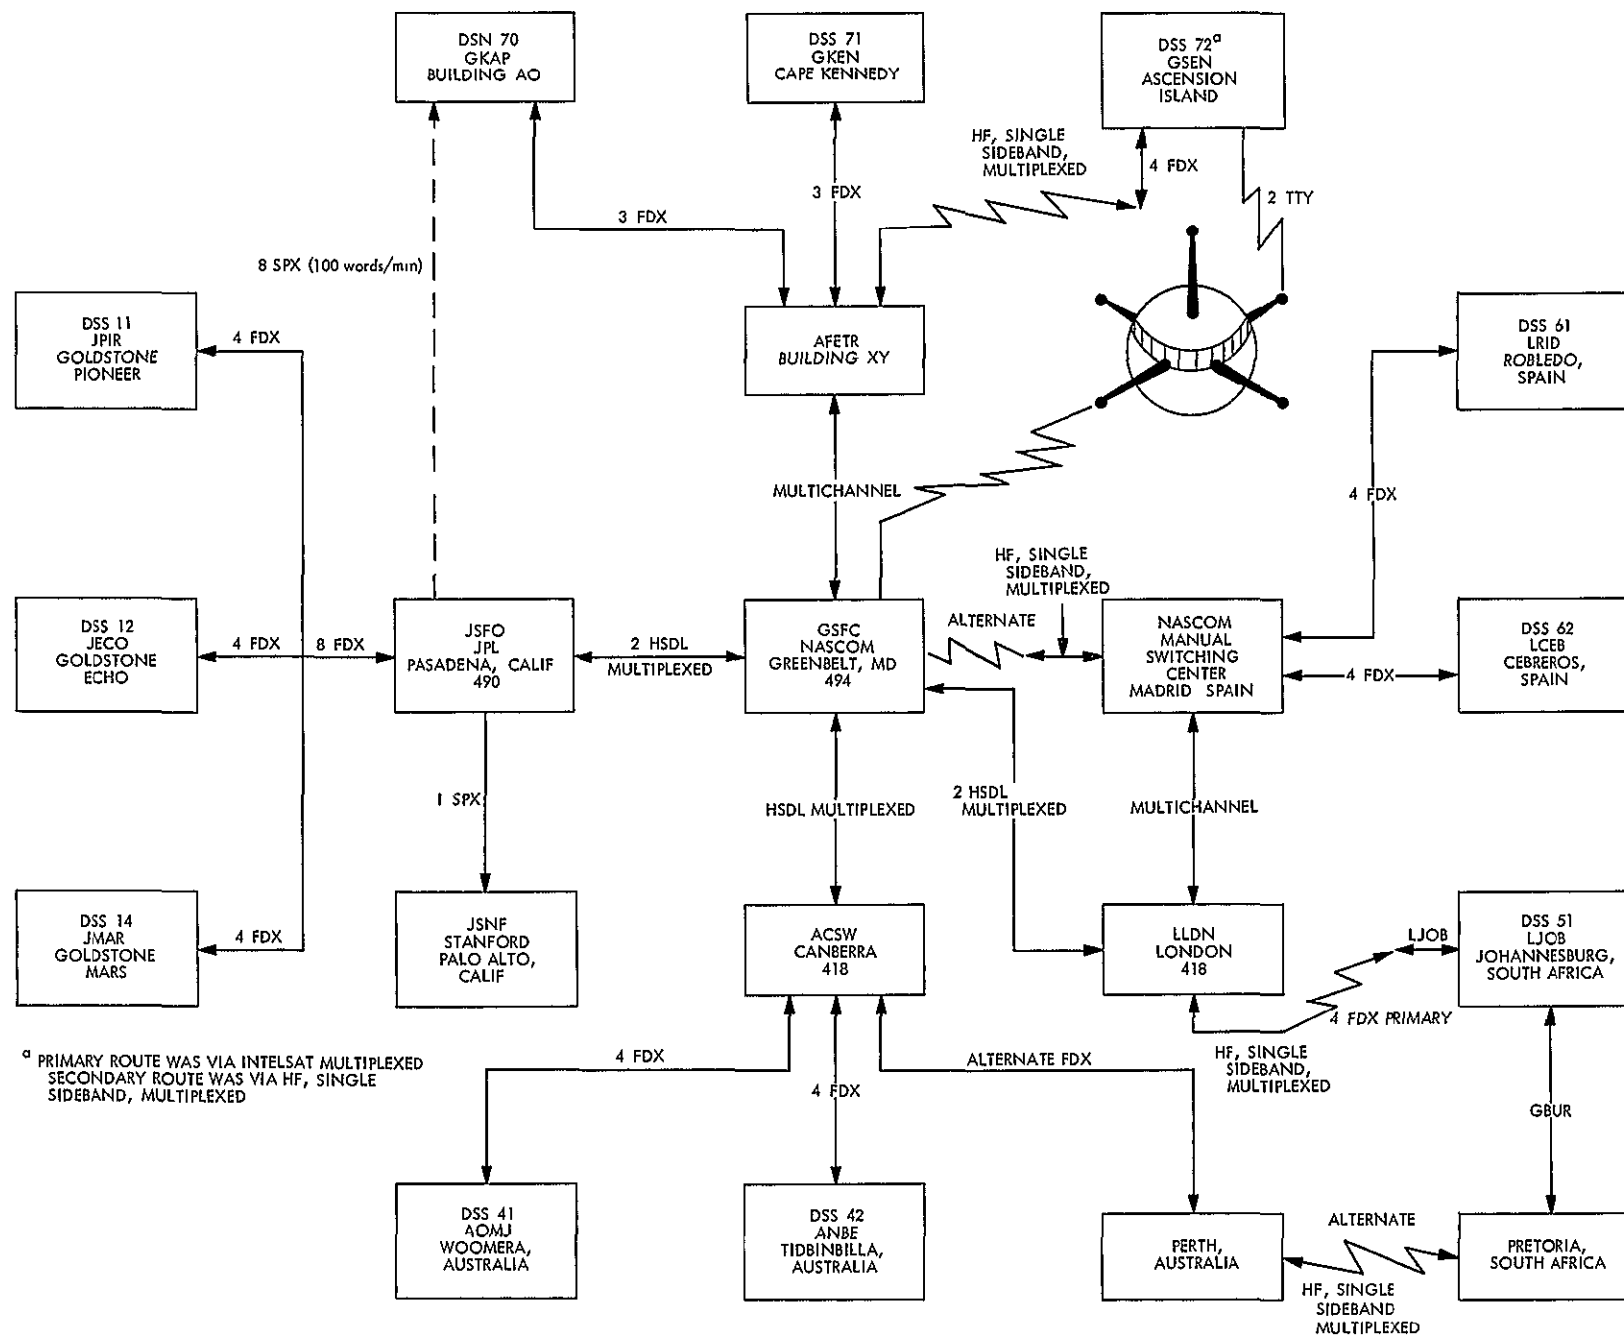 DSN 70
GKAP
BUILDING AO
DSS 71
GKEN
CAPE KENNEDY
DSS 72a
GSEN
ASCENSION
ISLAND
HF, SINGLE
SIDEBAND,
MULTIPLEXED
4 FDX
3 FDX
2 TTY
3 FDX
8 SPX (100 words/min)
DSS 11
JPIR
GOLDSTONE
PIONEER
4 FDX
AFETR
BUILDING XY
DSS 61
LRID
ROBLEDO,
SPAIN
MULTICHANNEL
4 FDX
HF, SINGLE
SIDEBAND,
MULTIPLEXED
ALTERNATE
DSS 12
JECO
GOLDSTONE
ECHO
4 FDX
8 FDX
JSFO
JPL
PASADENA, CALIF
490
2 HSDL
MULTIPLEXED
GSFC
NASCOM
GREENBELT, MD
494
NASCOM
MANUAL
SWITCHING
CENTER
MADRID SPAIN
4 FDX
DSS 62
LCEB
CEBREROS,
SPAIN
1 SPX
HSDL MULTIPLEXED
2 HSDL
MULTIPLEXED
MULTICHANNEL
DSS 14
JMAR
GOLDSTONE
MARS
4 FDX
JSNF
STANFORD
PALO ALTO,
CALIF
ACSW
CANBERRA
418
LLDN
LONDON
418
LJOB
DSS 51
LJOB
JOHANNESBURG,
SOUTH AFRICA
4 FDX PRIMARY
HF, SINGLE
SIDEBAND,
MULTIPLEXED
a PRIMARY ROUTE WAS VIA INTELSAT MULTIPLEXED
SECONDARY ROUTE WAS VIA HF, SINGLE
SIDEBAND, MULTIPLEXED
4 FDX
4 FDX
ALTERNATE FDX
GBUR
DSS 41
AOMJ
WOOMERA,
AUSTRALIA
DSS 42
ANBE
TIDBINBILLA,
AUSTRALIA
PERTH,
AUSTRALIA
ALTERNATE
HF, SINGLE
SIDEBAND
MULTIPLEXED
PRETORIA,
SOUTH AFRICA